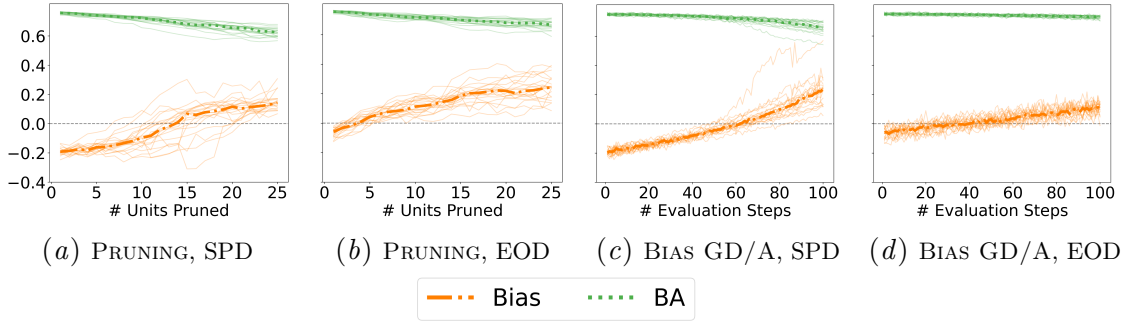 0.6
0.4
0.2
0.0
−0.2
−0.4
0 5 10 15 20 25
# Units Pruned
0 5 10 15 20 25
# Units Pruned
0 20 40 60 80 100
# Evaluation Steps
0 20 40 60 80 100
# Evaluation Steps
(a) Pruning, SPD
(b) Pruning, EOD
(c) Bias GD/A, SPD
(d) Bias GD/A, EOD
Bias BA